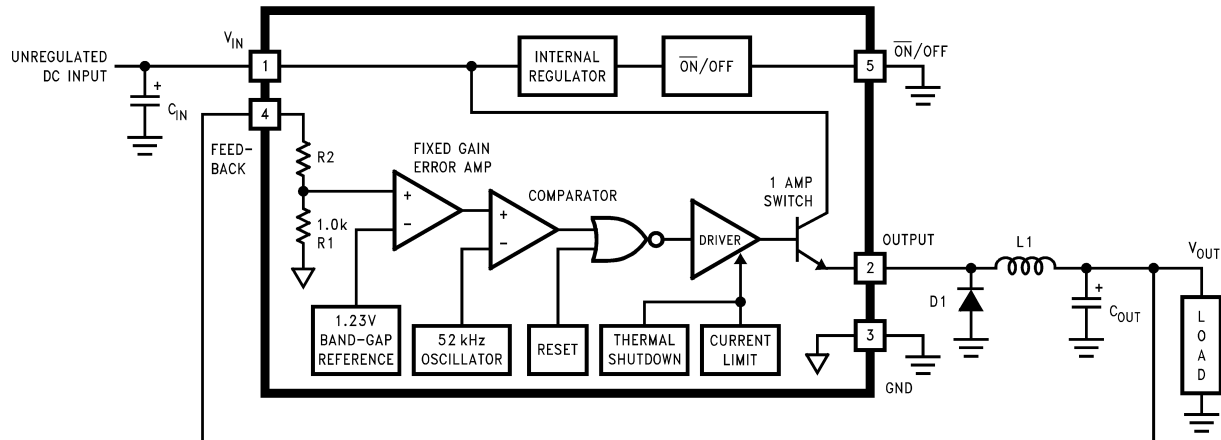 UNREGULATED
DC INPUT
V_IN
+
C_IN
1
4
FEED-
BACK
R2
1.0k
R1
FIXED GAIN
ERROR AMP
+
-
COMPARATOR
+
-
INTERNAL
REGULATOR
O̅N̅/OFF
5
O̅N̅/OFF
1 AMP
SWITCH
DRIVER
1.23V
BAND-GAP
REFERENCE
52 kHz
OSCILLATOR
RESET
THERMAL
SHUTDOWN
CURRENT
LIMIT
OUTPUT
2
3
GND
D1
L1
+
C_OUT
V_OUT
LOAD